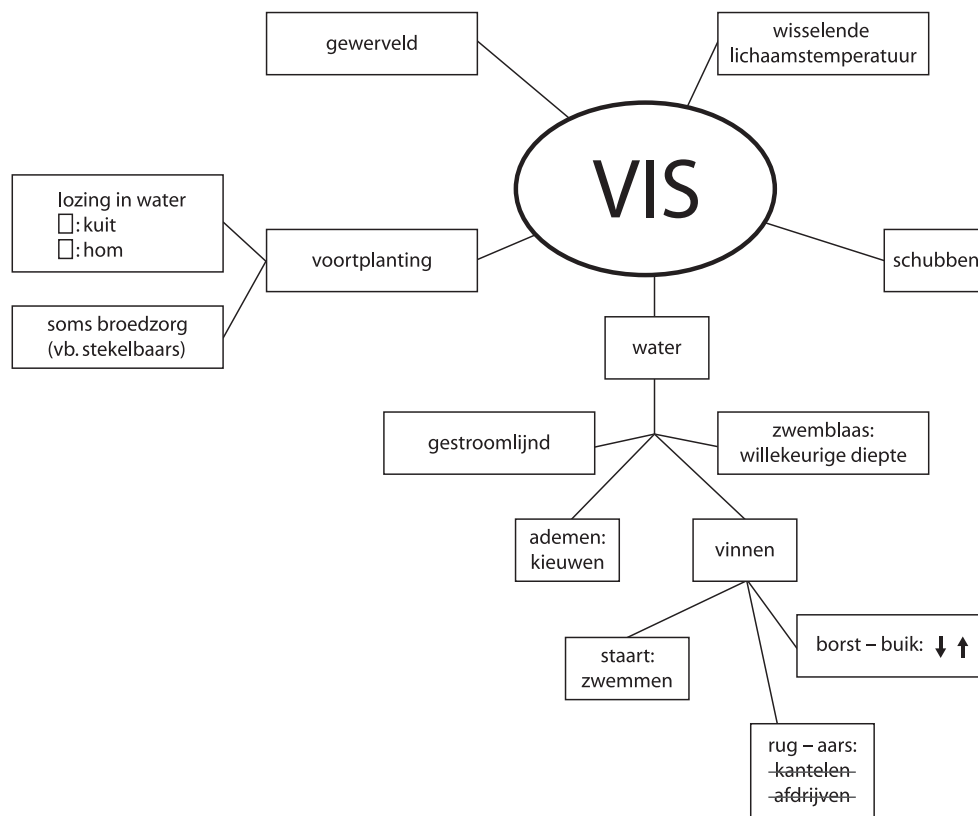 gewerveld
wisselende
lichaamstemperatuur
VIS
lozing in water
□: kuit
□: hom
voortplanting
schubben
soms broedzorg
(vb. stekelbaars)
water
gestroomlijnd
zwemblaas:
willekeurige diepte
ademen:
kieuwen
vinnen
staart:
zwemmen
borst – buik: ↓ ↑
rug – aars:
kantelen
afdrijven